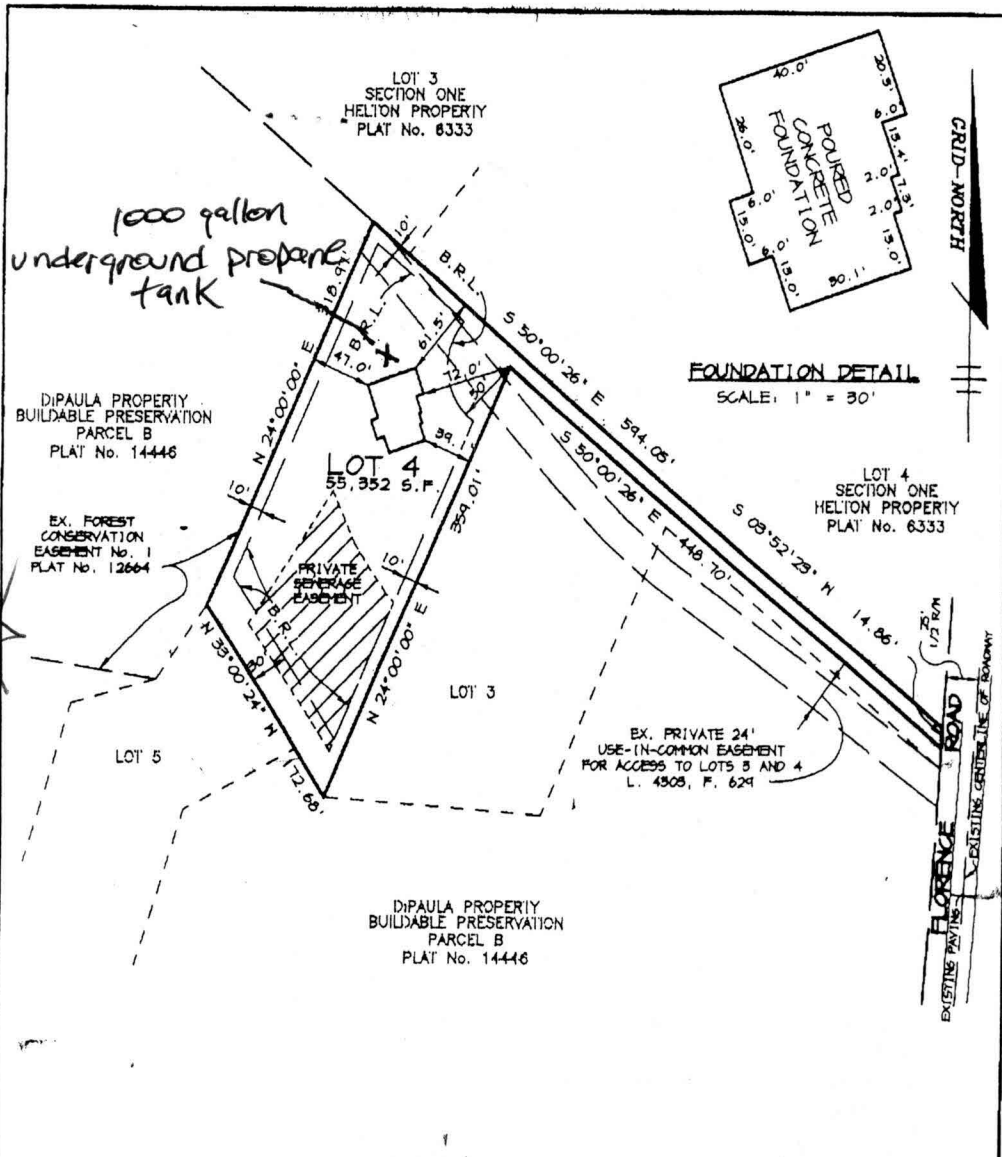 LOT 3
SECTION ONE
HELTON PROPERTY
PLAT No. 6333
1000 gallon
underground propane
tank
40.0'
20.3'
6.0'
15.4'
2.0'
7.3'
2.0'
13.0'
30.1'
13.0'
6.0'
15.0'
6.0'
26.0'
POURED
CONCRETE
FOUNDATION
GRID-NORTH
FOUNDATION DETAIL
SCALE: 1" = 30'
10'
B.R.L.
B.R.L.
61.5'
47.0'
72.0'
30'
39.1'
S 50°00'26" E 594.05'
S 50°00'26" E 448.70'
S 03°52'23" W 14.86'
N 24°00'00" E
DiPAULA PROPERTY
BUILDABLE PRESERVATION
PARCEL B
PLAT No. 14446
LOT 4
55,352 S.F.
359.01'
N 24°00'00" E
10'
10'
EX. FOREST
CONSERVATION
EASEMENT No. 1
PLAT No. 12664
PRIVATE
SEWERAGE
EASEMENT
B.R.L.
30'
N 33°00'24" W
172.68'
LOT 4
SECTION ONE
HELTON PROPERTY
PLAT No. 6333
LOT 3
LOT 5
EX. PRIVATE 24'
USE-IN-COMMON EASEMENT
FOR ACCESS TO LOTS 3 AND 4
L. 4503, F. 629
25'
1/2 R/W
FLORENCE ROAD
EXISTING PAVING
EXISTING CENTERLINE OF ROADWAY
DiPAULA PROPERTY
BUILDABLE PRESERVATION
PARCEL B
PLAT No. 14446